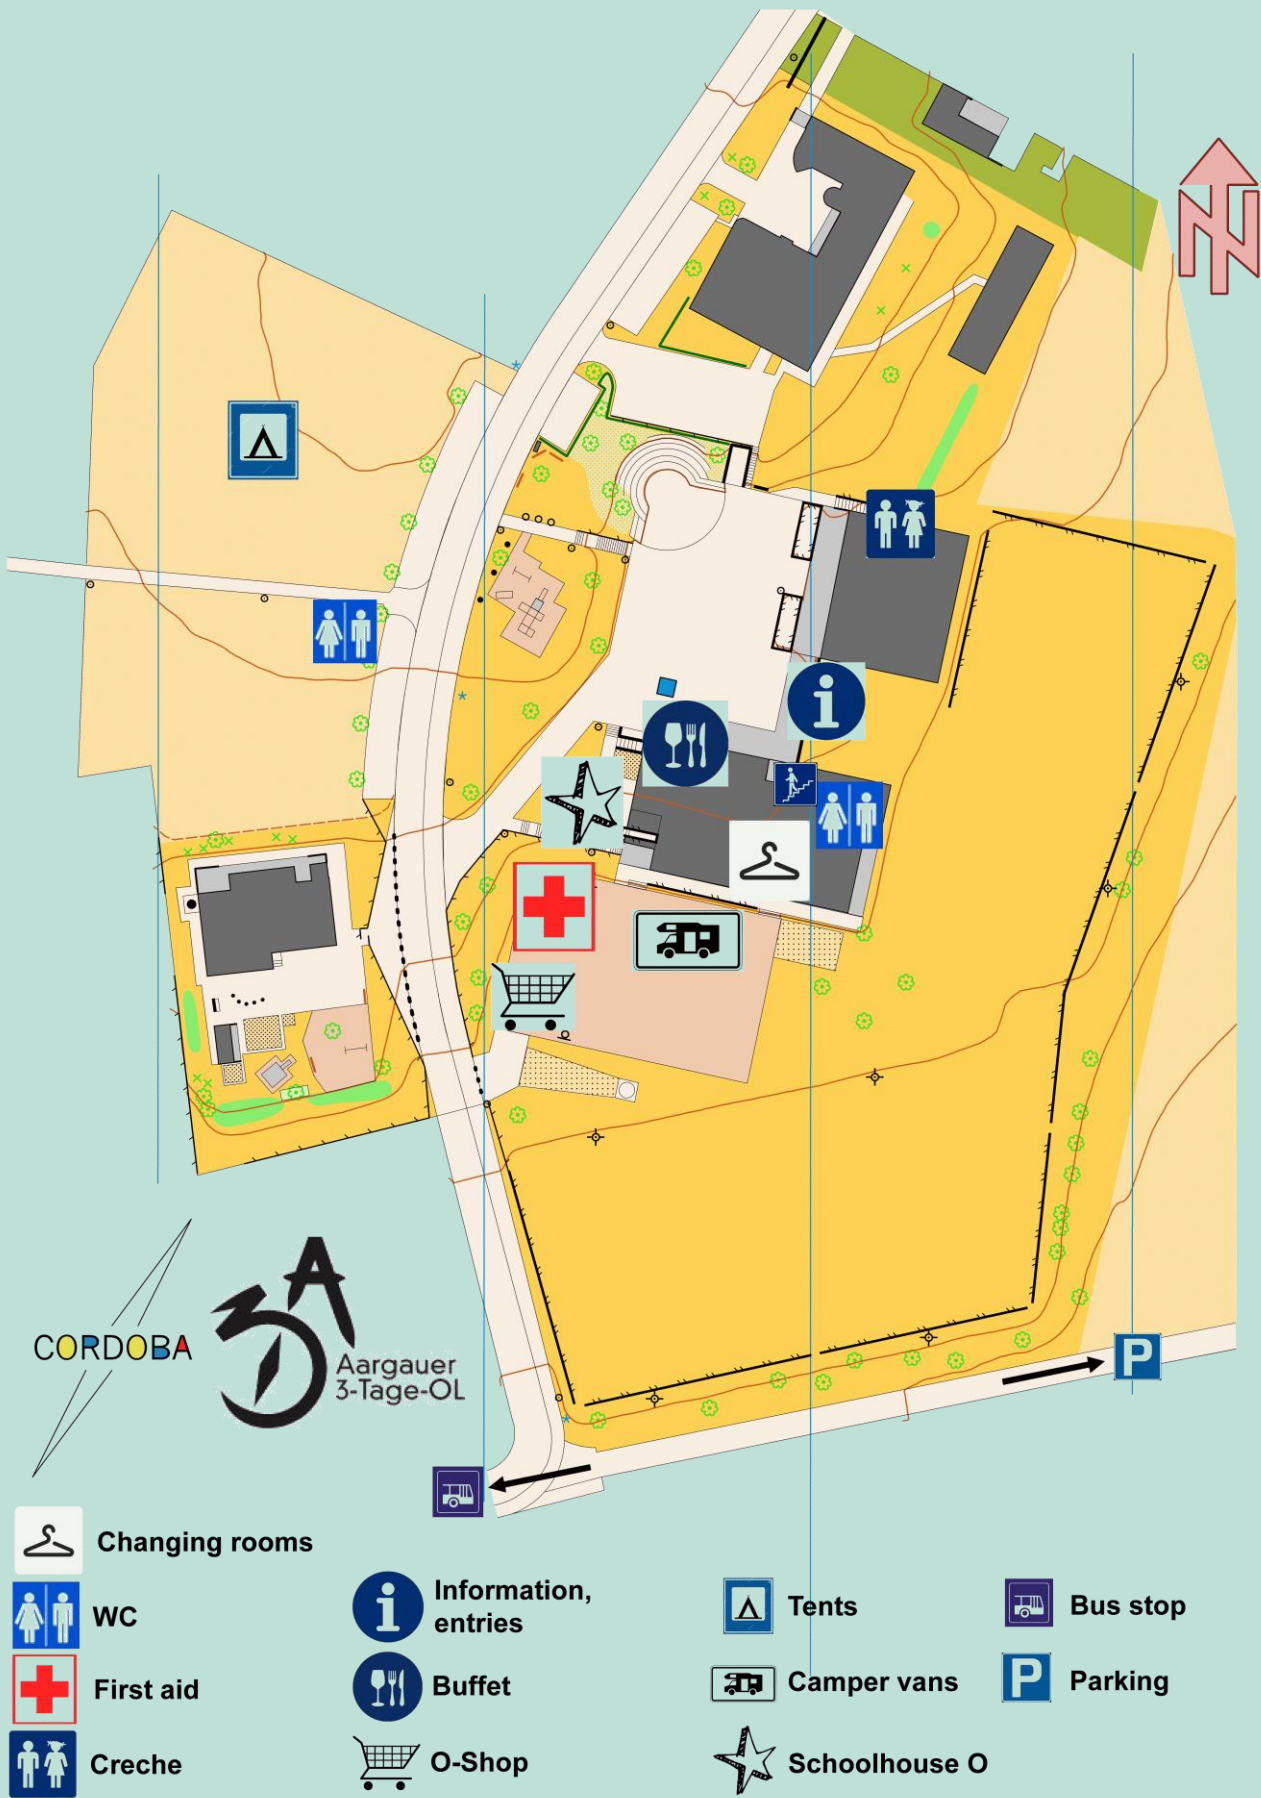 N
i
P
CORDOBA
3A
Aargauer
3-Tage-OL
Changing rooms
WC
First aid
Creche
i
Information,
entries
Buffet
O-Shop
Tents
Camper vans
Schoolhouse O
Bus stop
P
Parking